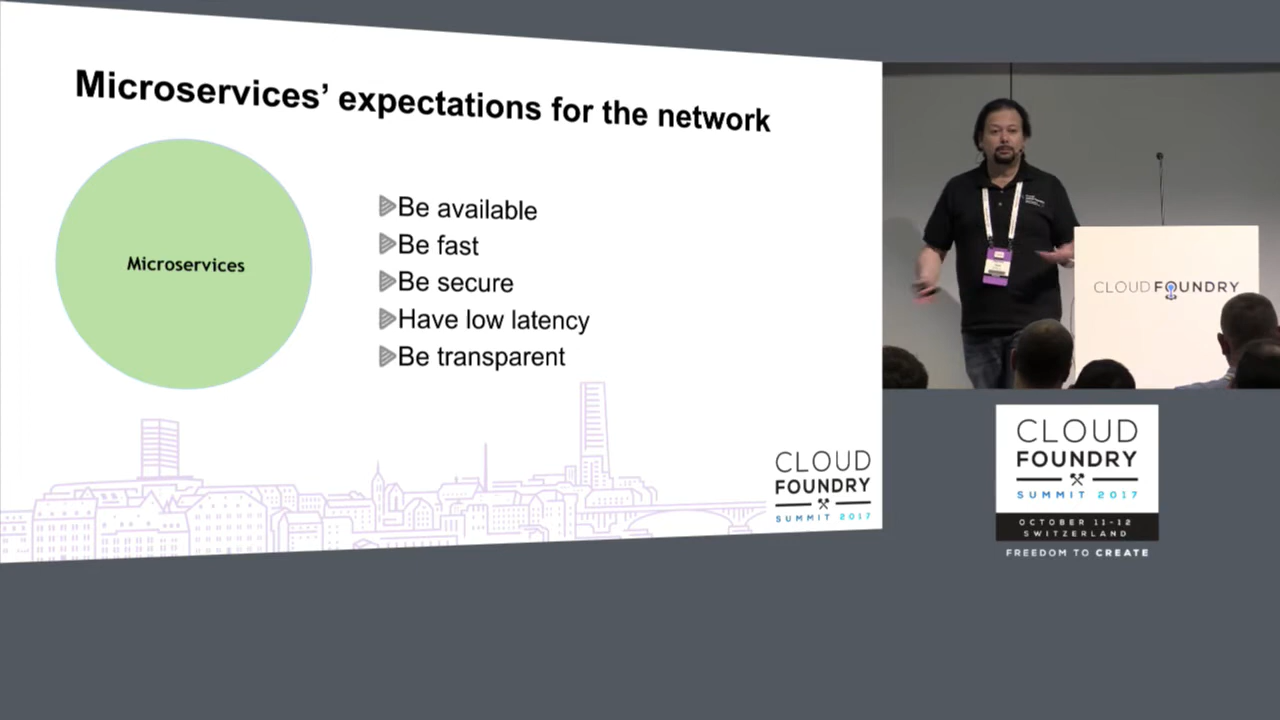 Microservices' expectations for the network
Microservices
Be available
Be fast
Be secure
Have low latency
Be transparent
CLOUD
FOUNDRY
SUMMIT 2017
CLOUD FOUNDRY
CLOUD
FOUNDRY
SUMMIT 2017
OCTOBER 11-12
SWITZERLAND
FREEDOM TO CREATE